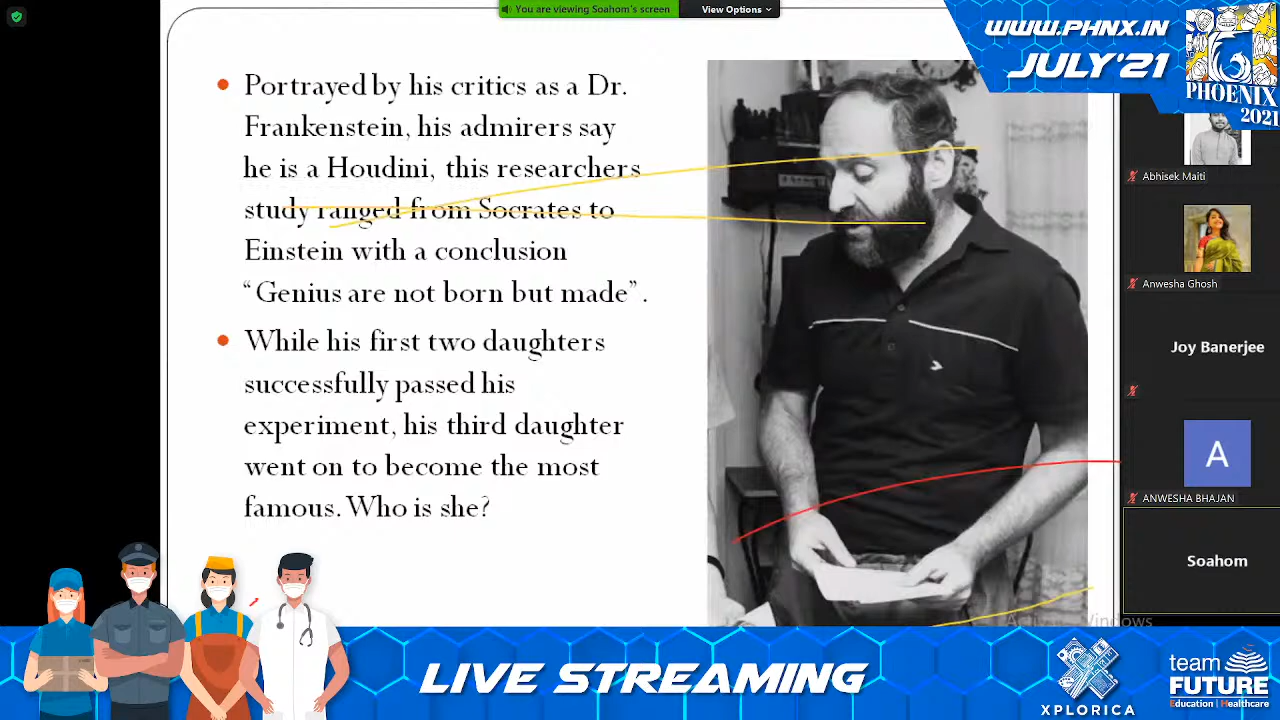 You are viewing Soahom's screen
View Options
WWW.PHNX.IN
JULY'21
PHOENIX
2021
Portrayed by his critics as a Dr.
Frankenstein, his admirers say
he is a Houdini, this researchers
study ranged from Socrates to
Einstein with a conclusion
“Genius are not born but made”.
While his first two daughters
successfully passed his
experiment, his third daughter
went on to become the most
famous. Who is she?
Abhisek Maiti
Anwesha Ghosh
Joy Banerjee
A
ANWESHA BHAJAN
Soahom
LIVE STREAMING
XPLORICA
team
FUTURE
Education | Healthcare